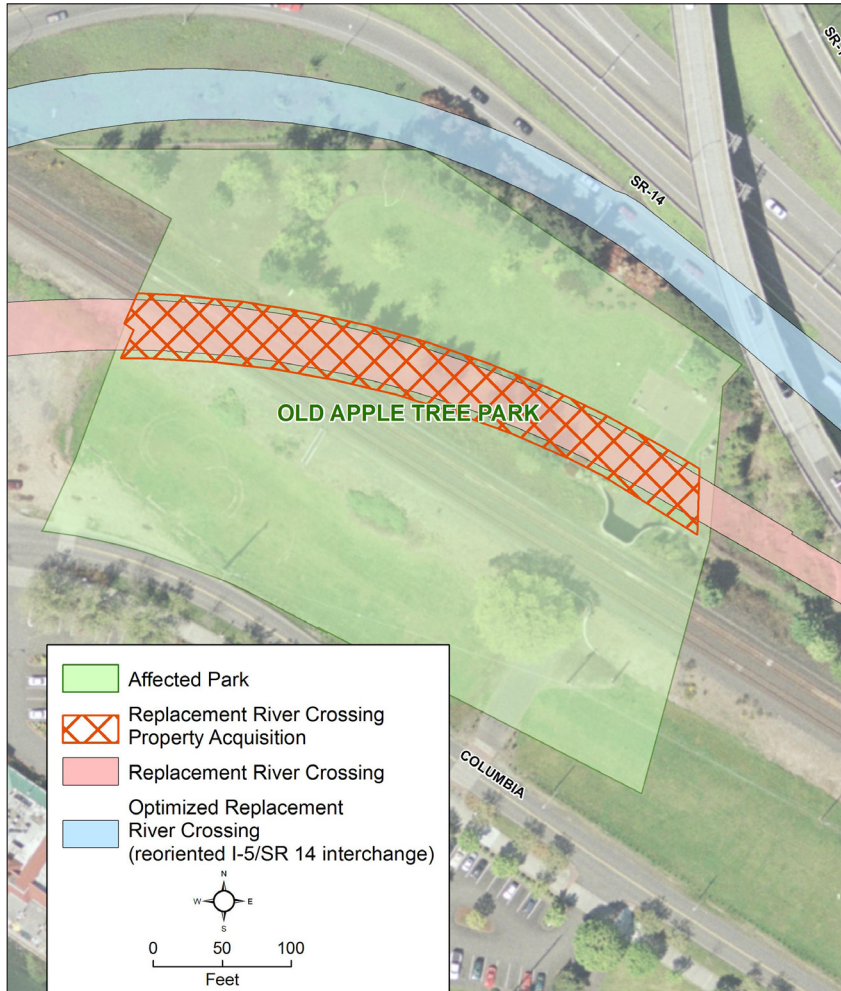 SR-14
OLD APPLE TREE PARK
COLUMBIA
Affected Park
Replacement River Crossing
Property Acquisition
Replacement River Crossing
Optimized Replacement
River Crossing
(reoriented I-5/SR 14 interchange)
N
W E
S
0 50 100
Feet